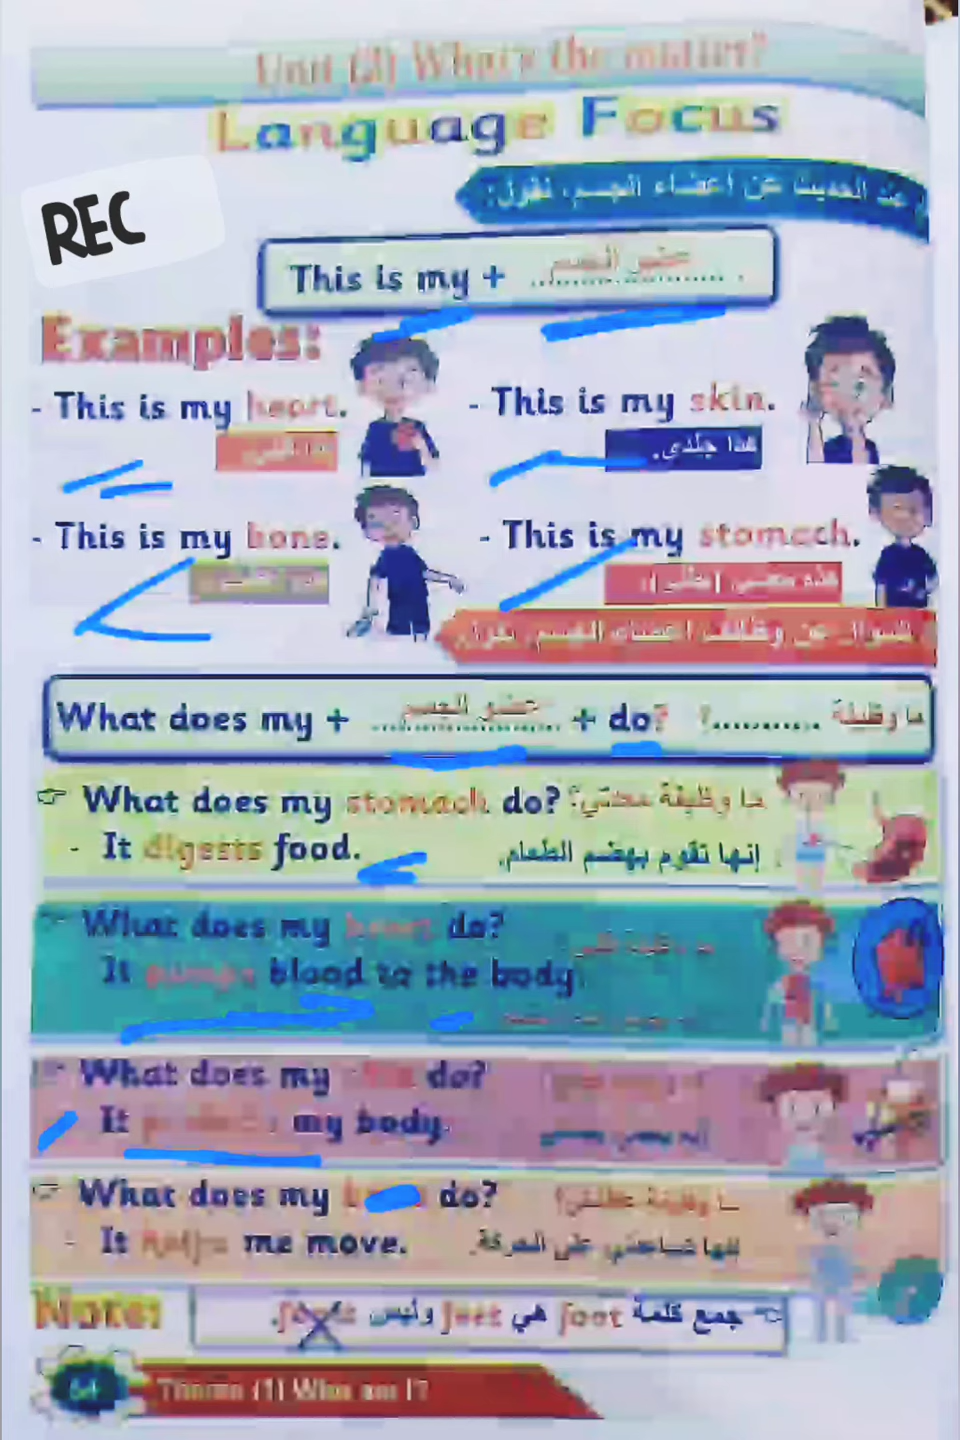 Unit (3) What's the matter?
Language Focus
عند الحديث عن أعضاء الجسم، نقول:
REC
This is my + عضو الجسم .
Examples:
- This is my heart.
- This is my skin.
هذا جلدي.
- This is my bone.
- This is my stomach.
هذه معدتي
للسؤال عن وظائف أعضاء الجسم، نقول:
What does my + عضو الجسم + do? ما وظيفة ...........؟
What does my stomach do? ما وظيفة معدتي؟
- It digests food. إنها تقوم بهضم الطعام.
What does my heart do?
It pumps blood to the body.
What does my do?
It protects my body.
What does my do? ما وظيفة عظمتي؟
- It helps me move. إنها تساعدني على الحركة.
Note: جمع كلمة foot هي feet وليس foots.
64 Theme (1) Who am I?